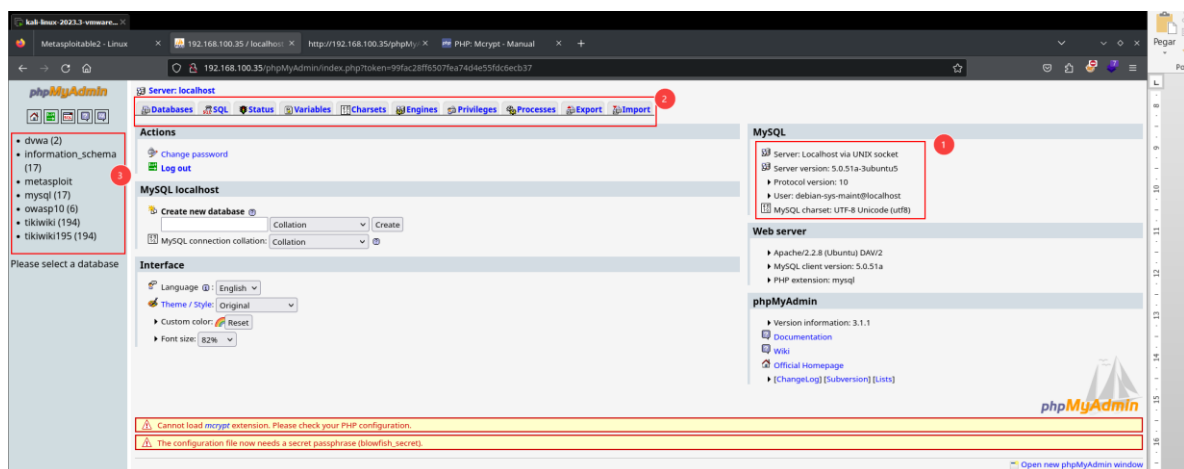 kali-linux-2023.3-vmware...
Metasploitable2 - Linux
192.168.100.35 / localhost
http://192.168.100.35/phpMy
PHP: Mcrypt - Manual
192.168.100.35/phpMyAdmin/index.php?token=99fac28ff6507fea74d4e55fdc6ecb37
Pegar
phpMyAdmin
dvwa (2)
information_schema
(17)
metasploit
mysql (17)
owasp10 (6)
tikiwiki (194)
tikiwiki195 (194)
3
Please select a database
Server: localhost
Databases SQL Status Variables Charsets Engines Privileges Processes Export Import
2
Actions
Change password
Log out
MySQL localhost
Create new database
Collation Create
MySQL connection collation: Collation
Interface
Language : English
Theme / Style: Original
Custom color: Reset
Font size: 82%
MySQL
1
Server: Localhost via UNIX socket
Server version: 5.0.51a-3ubuntu5
Protocol version: 10
User: debian-sys-maint@localhost
MySQL charset: UTF-8 Unicode (utf8)
Web server
Apache/2.2.8 (Ubuntu) DAV/2
MySQL client version: 5.0.51a
PHP extension: mysql
phpMyAdmin
Version information: 3.1.1
Documentation
Wiki
Official Homepage
[ChangeLog] [Subversion] [Lists]
phpMyAdmin
Cannot load mcrypt extension. Please check your PHP configuration.
The configuration file now needs a secret passphrase (blowfish_secret).
Open new phpMyAdmin window